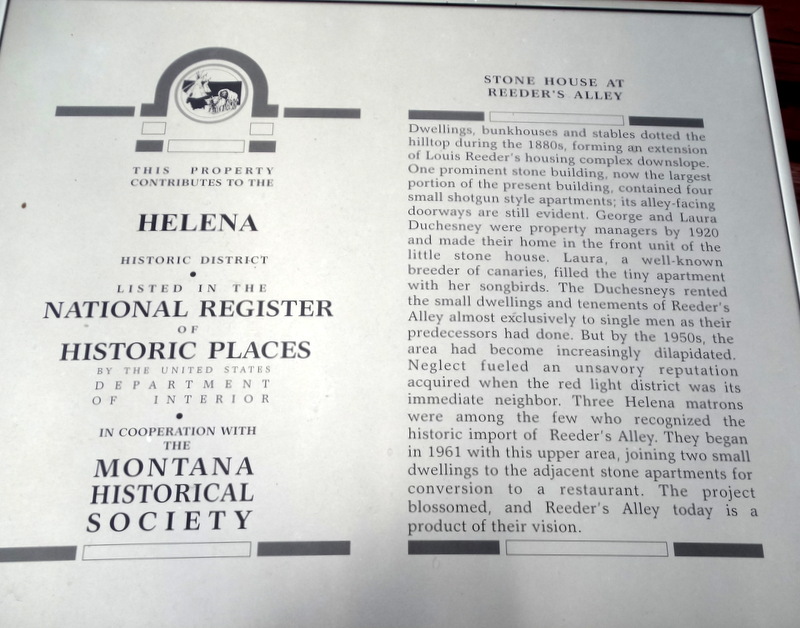 THIS PROPERTY
CONTRIBUTES TO THE
HELENA
HISTORIC DISTRICT
LISTED IN THE
NATIONAL REGISTER
OF
HISTORIC PLACES
BY THE UNITED STATES
DEPARTMENT
OF INTERIOR
IN COOPERATION WITH
THE
MONTANA
HISTORICAL
SOCIETY
STONE HOUSE AT
REEDER'S ALLEY
Dwellings, bunkhouses and stables dotted the
hilltop during the 1880s, forming an extension
of Louis Reeder's housing complex downslope.
One prominent stone building, now the largest
portion of the present building, contained four
small shotgun style apartments; its alley-facing
doorways are still evident. George and Laura
Duchesney were property managers by 1920
and made their home in the front unit of the
little stone house. Laura, a well-known
breeder of canaries, filled the tiny apartment
with her songbirds. The Duchesneys rented
the small dwellings and tenements of Reeder's
Alley almost exclusively to single men as their
predecessors had done. But by the 1950s, the
area had become increasingly dilapidated.
Neglect fueled an unsavory reputation
acquired when the red light district was its
immediate neighbor. Three Helena matrons
were among the few who recognized the
historic import of Reeder's Alley. They began
in 1961 with this upper area, joining two small
dwellings to the adjacent stone apartments for
conversion to a restaurant. The project
blossomed, and Reeder's Alley today is a
product of their vision.